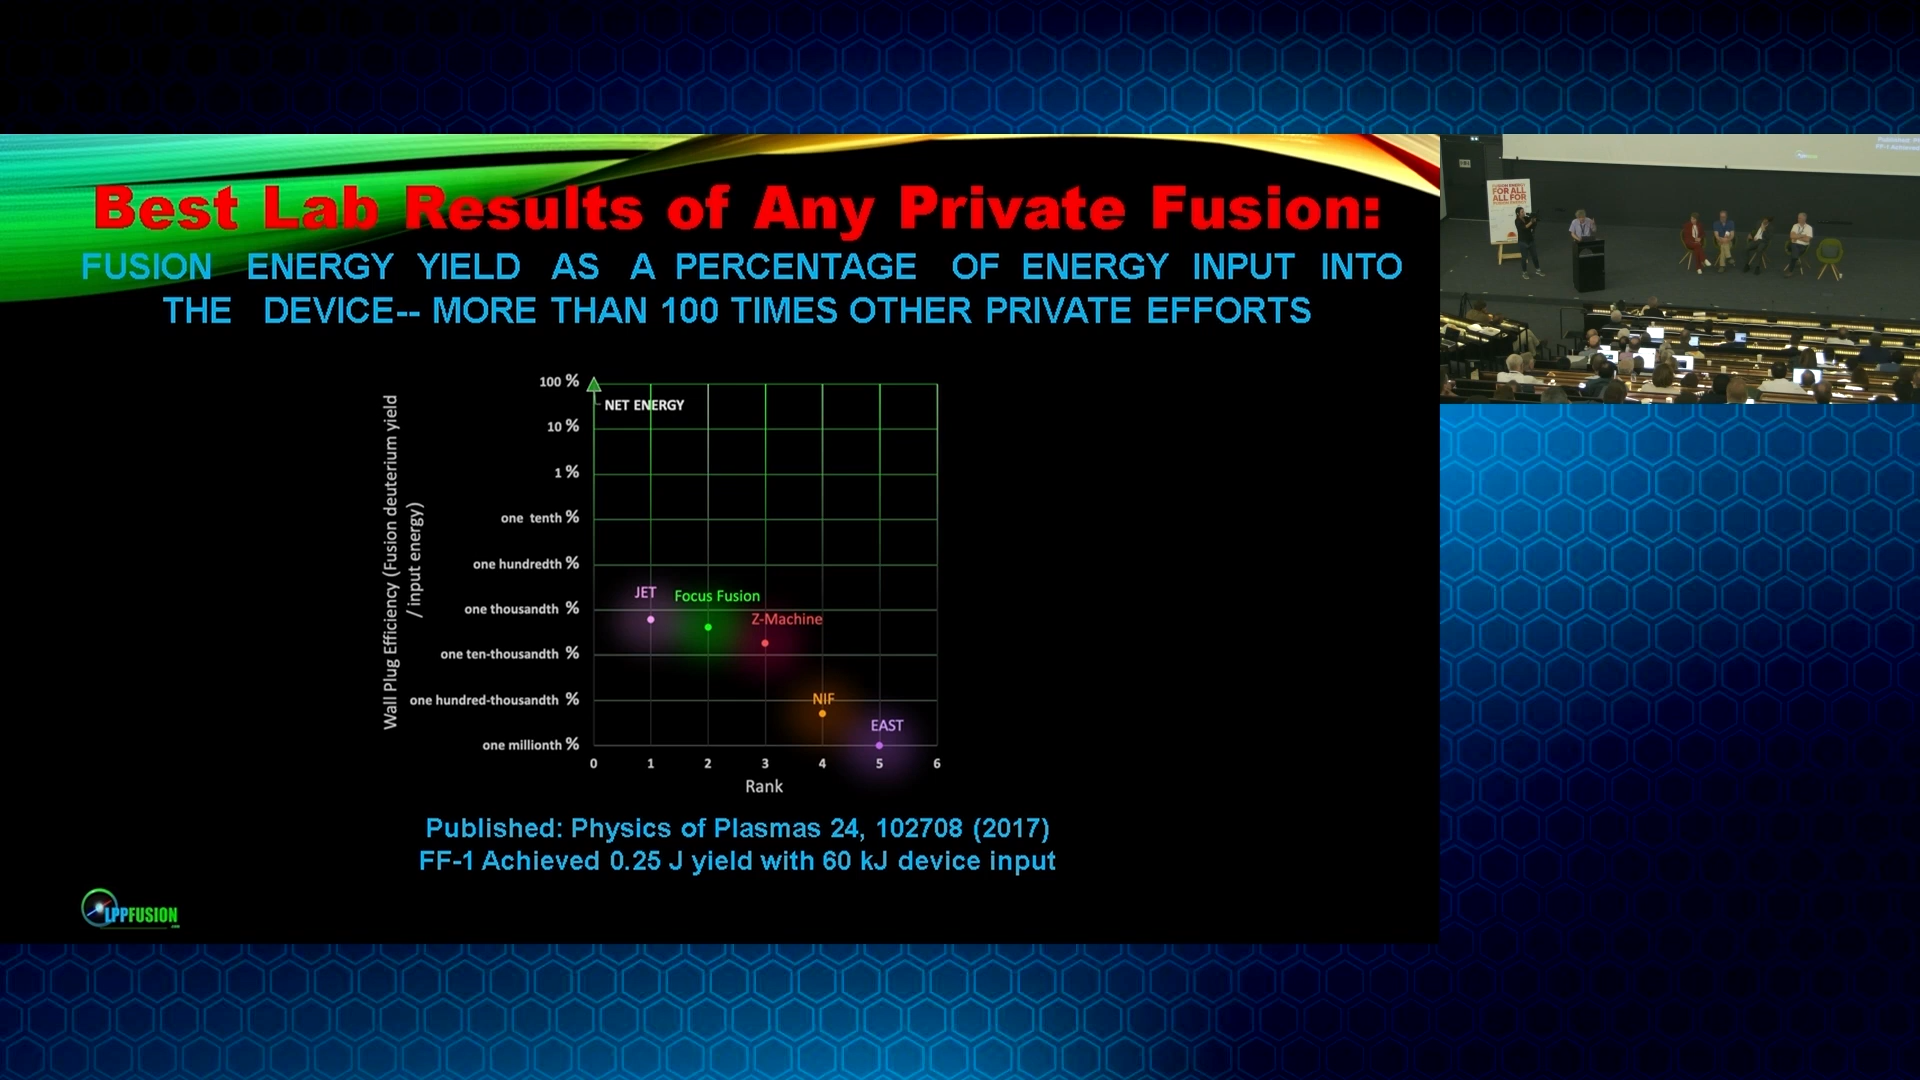 Best Lab Results of Any Private Fusion:
FUSION ENERGY YIELD AS A PERCENTAGE OF ENERGY INPUT INTO
THE DEVICE-- MORE THAN 100 TIMES OTHER PRIVATE EFFORTS
Wall Plug Efficiency (Fusion deuterium yield
/ input energy)
100 %
10 %
1 %
one tenth %
one hundredth %
one thousandth %
one ten-thousandth %
one hundred-thousandth %
one millionth %
NET ENERGY
JET
Focus Fusion
Z-Machine
NIF
EAST
0 1 2 3 4 5 6
Rank
Published: Physics of Plasmas 24, 102708 (2017)
FF-1 Achieved 0.25 J yield with 60 kJ device input
LPPFUSION
FOR ALL
ALL FOR